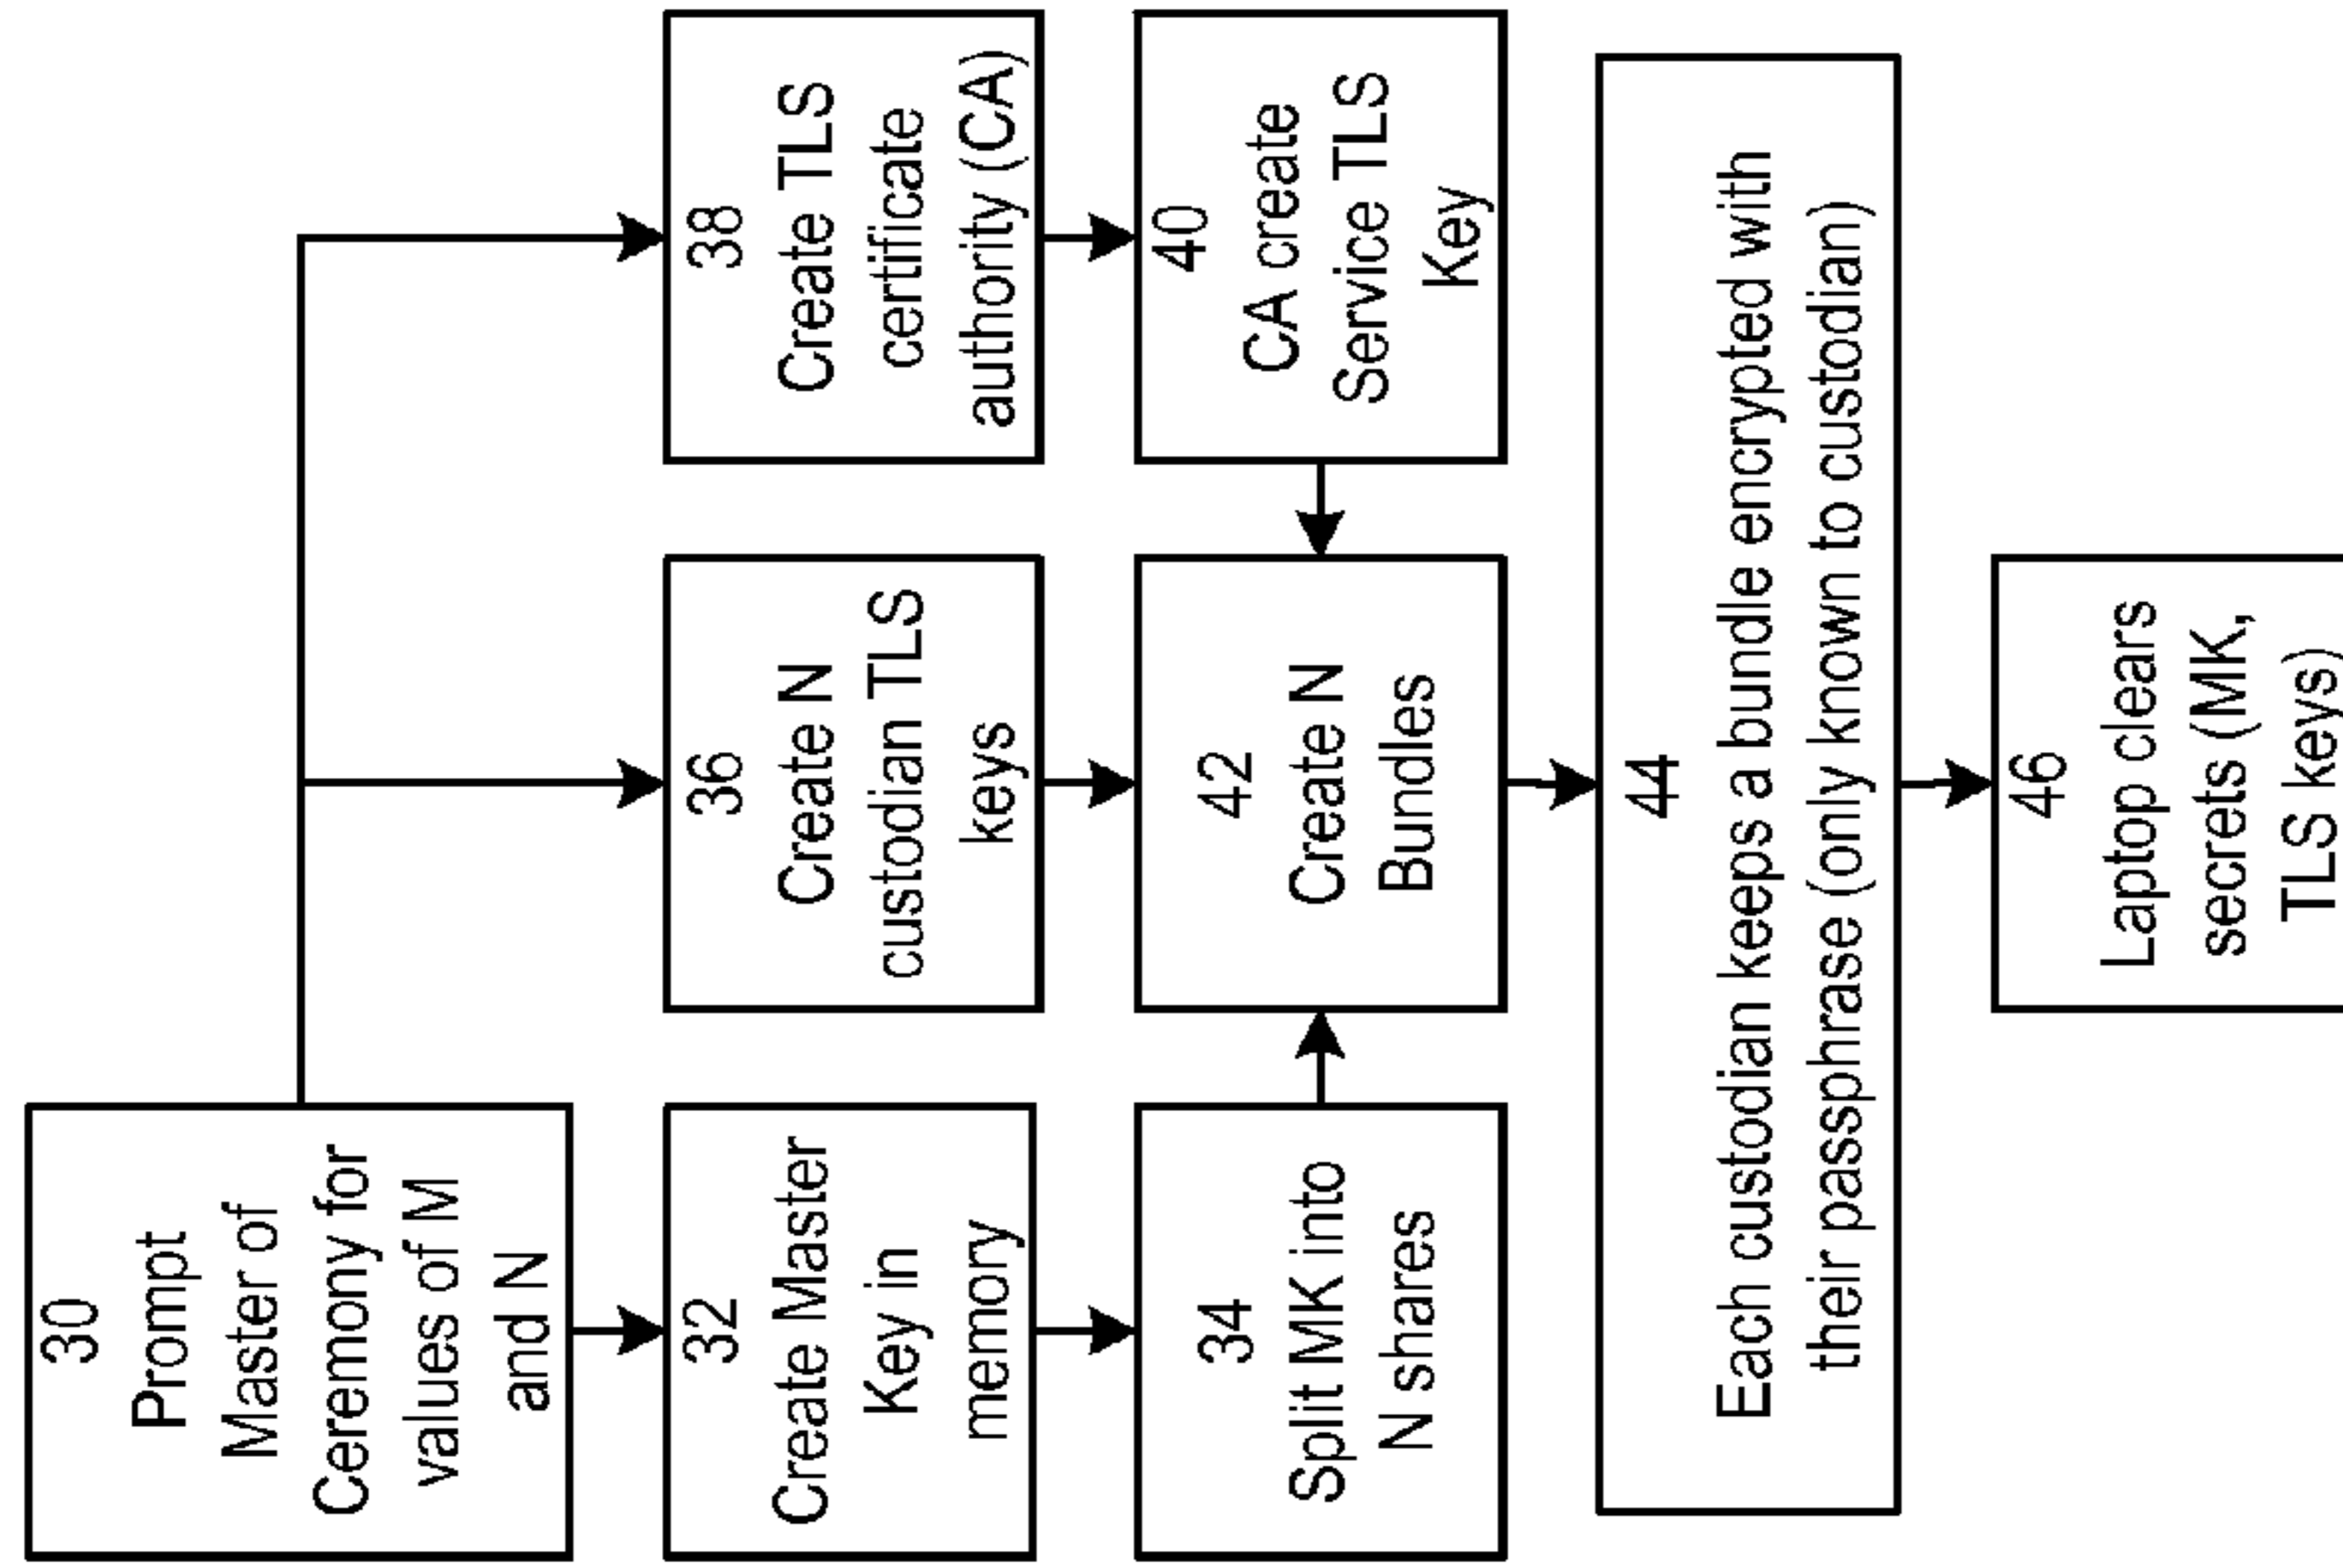 30
Prompt
Master of
Ceremony for
values of M
and N
32
Create Master
Key in
memory
34
Split MK into
N shares
36
Create N
custodian TLS
keys
38
Create TLS
certificate
authority (CA)
40
CA create
Service TLS
Key
42
Create N
Bundles
44
Each custodian keeps a bundle encrypted with
their passphrase (only known to custodian)
46
Laptop clears
secrets (MK,
TLS keys)